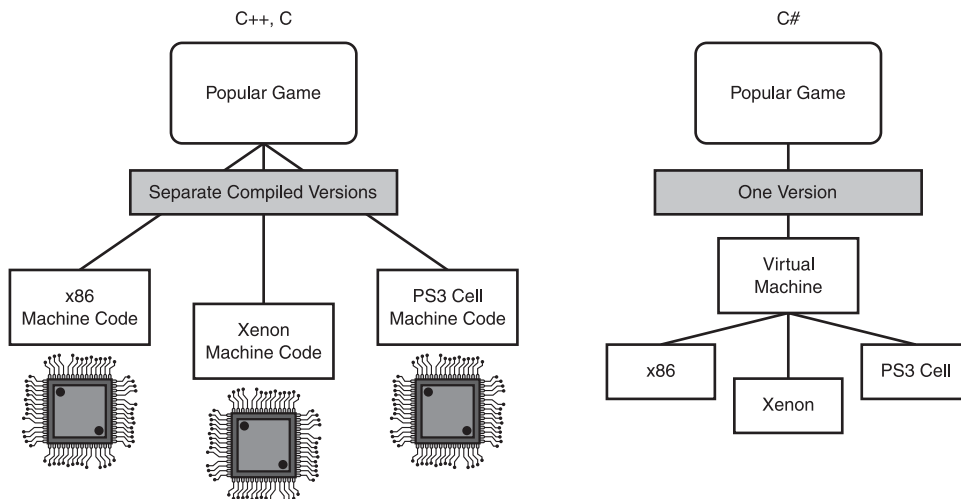 C++, C
Popular Game
Separate Compiled Versions
x86
Machine Code
Xenon
Machine Code
PS3 Cell
Machine Code
C#
Popular Game
One Version
Virtual
Machine
x86
Xenon
PS3 Cell